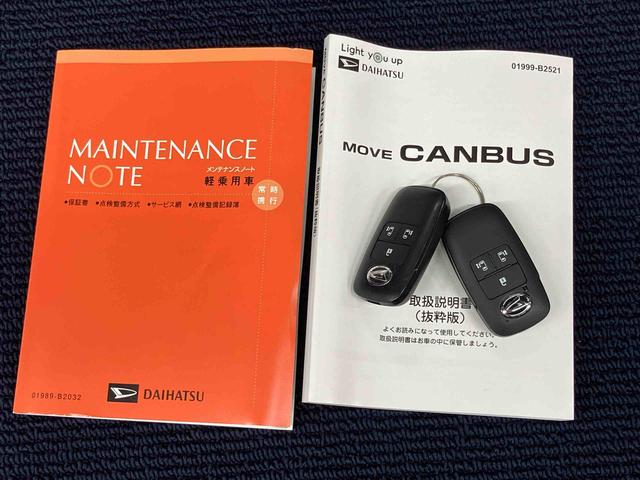 MAINTENANCE
NOTE
メンテナンスノート
軽乗用車
常時
携行
●保証書 ●点検整備方式 ●サービス網 ●点検整備記録簿
01989-B2032
DAIHATSU
Light you up
DAIHATSU
01999-B2521
MOVE CANBUS
取扱説明書
（抜粋版）
よくお読みになって使用してください。
取扱説明書はお車の中に保管しましょう。